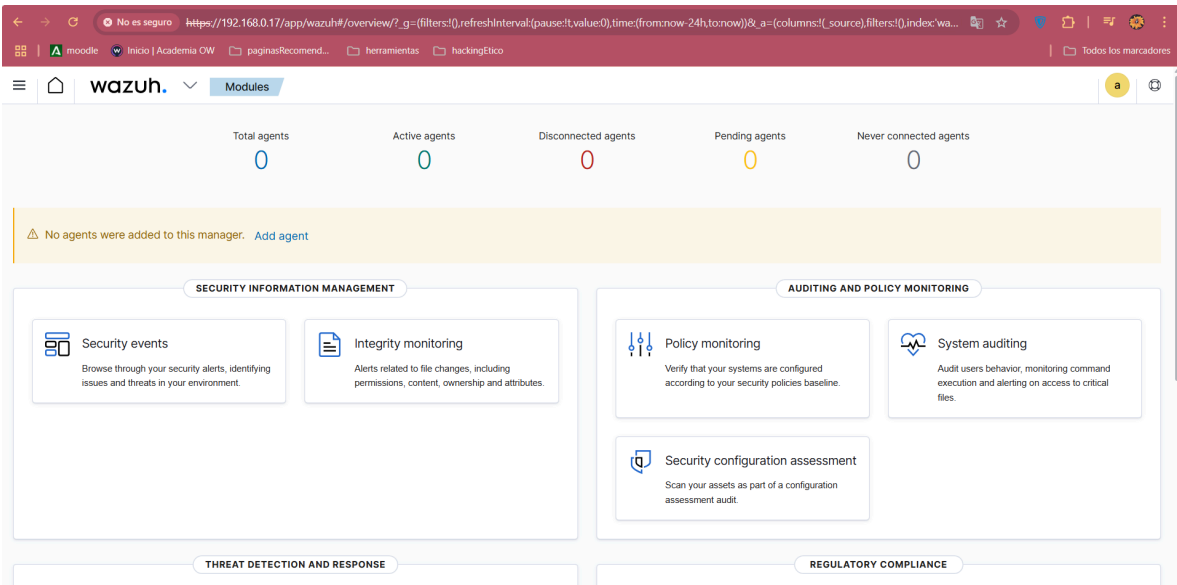 No es seguro https://192.168.0.17/app/wazuh#/overview/?_g=(filters:!(),refreshInterval:(pause:!t,value:0),time:(from:now-24h,to:now))&_a=(columns:!(_source),filters:!(),index:'wa...
moodle Inicio | Academia OW paginasRecomend... herramientas hackingEtico Todos los marcadores
wazuh. Modules a
Total agents Active agents Disconnected agents Pending agents Never connected agents
0 0 0 0 0
No agents were added to this manager. Add agent
SECURITY INFORMATION MANAGEMENT
Security events
Browse through your security alerts, identifying
issues and threats in your environment.
Integrity monitoring
Alerts related to file changes, including
permissions, content, ownership and attributes.
AUDITING AND POLICY MONITORING
Policy monitoring
Verify that your systems are configured
according to your security policies baseline.
System auditing
Audit users behavior, monitoring command
execution and alerting on access to critical
files.
Security configuration assessment
Scan your assets as part of a configuration
assessment audit.
THREAT DETECTION AND RESPONSE
REGULATORY COMPLIANCE